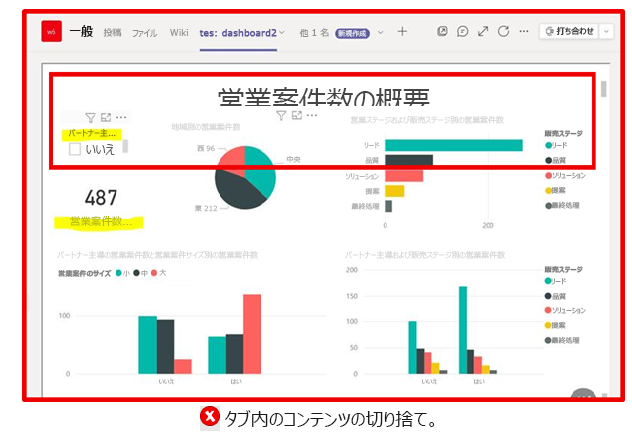 w6 一般 投稿 ファイル Wiki tes: dashboard2 他 1 名 新規作成 打ち合わせ
営業案件数の概要
パートナー主...
いいえ
487
営業案件数...
地域別の営業案件数
西 96
中央
東 212
営業ステージおよび販売ステージ別の営業案件数
リード
品質
ソリューション
提案
最終処理
0 200
販売ステージ
リード
品質
ソリューション
提案
最終処理
パートナー主導の営業案件数と営業案件サイズ別の営業案件数
営業案件のサイズ 小 中 大
100
0
いいえ はい
パートナー主導および販売ステージ別の営業案件数
200
150
100
50
0
いいえ はい
販売ステージ
リード
品質
ソリューション
提案
最終処理
タブ内のコンテンツの切り捨て。